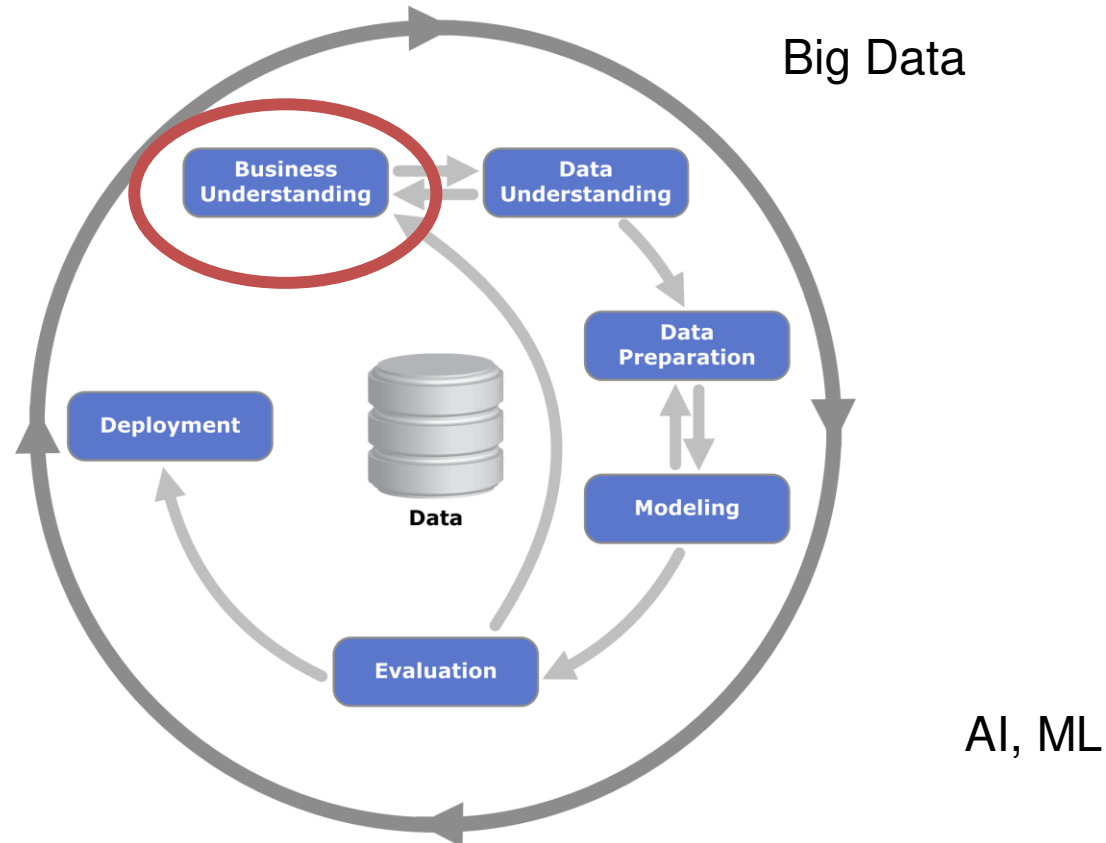 Big Data
Business
Understanding
Data
Understanding
Data
Preparation
Deployment
Modeling
Data
Evaluation
AI, ML